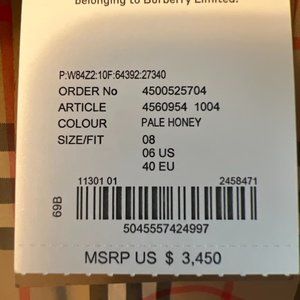 belonging to Burberry Limited.
P:W84Z2:10F:64392:27340
ORDER No 4500525704
ARTICLE 4560954 1004
COLOUR PALE HONEY
SIZE/FIT 08
06 US
40 EU
11301 01 2458471
69B
5045557424997
MSRP US $ 3,450